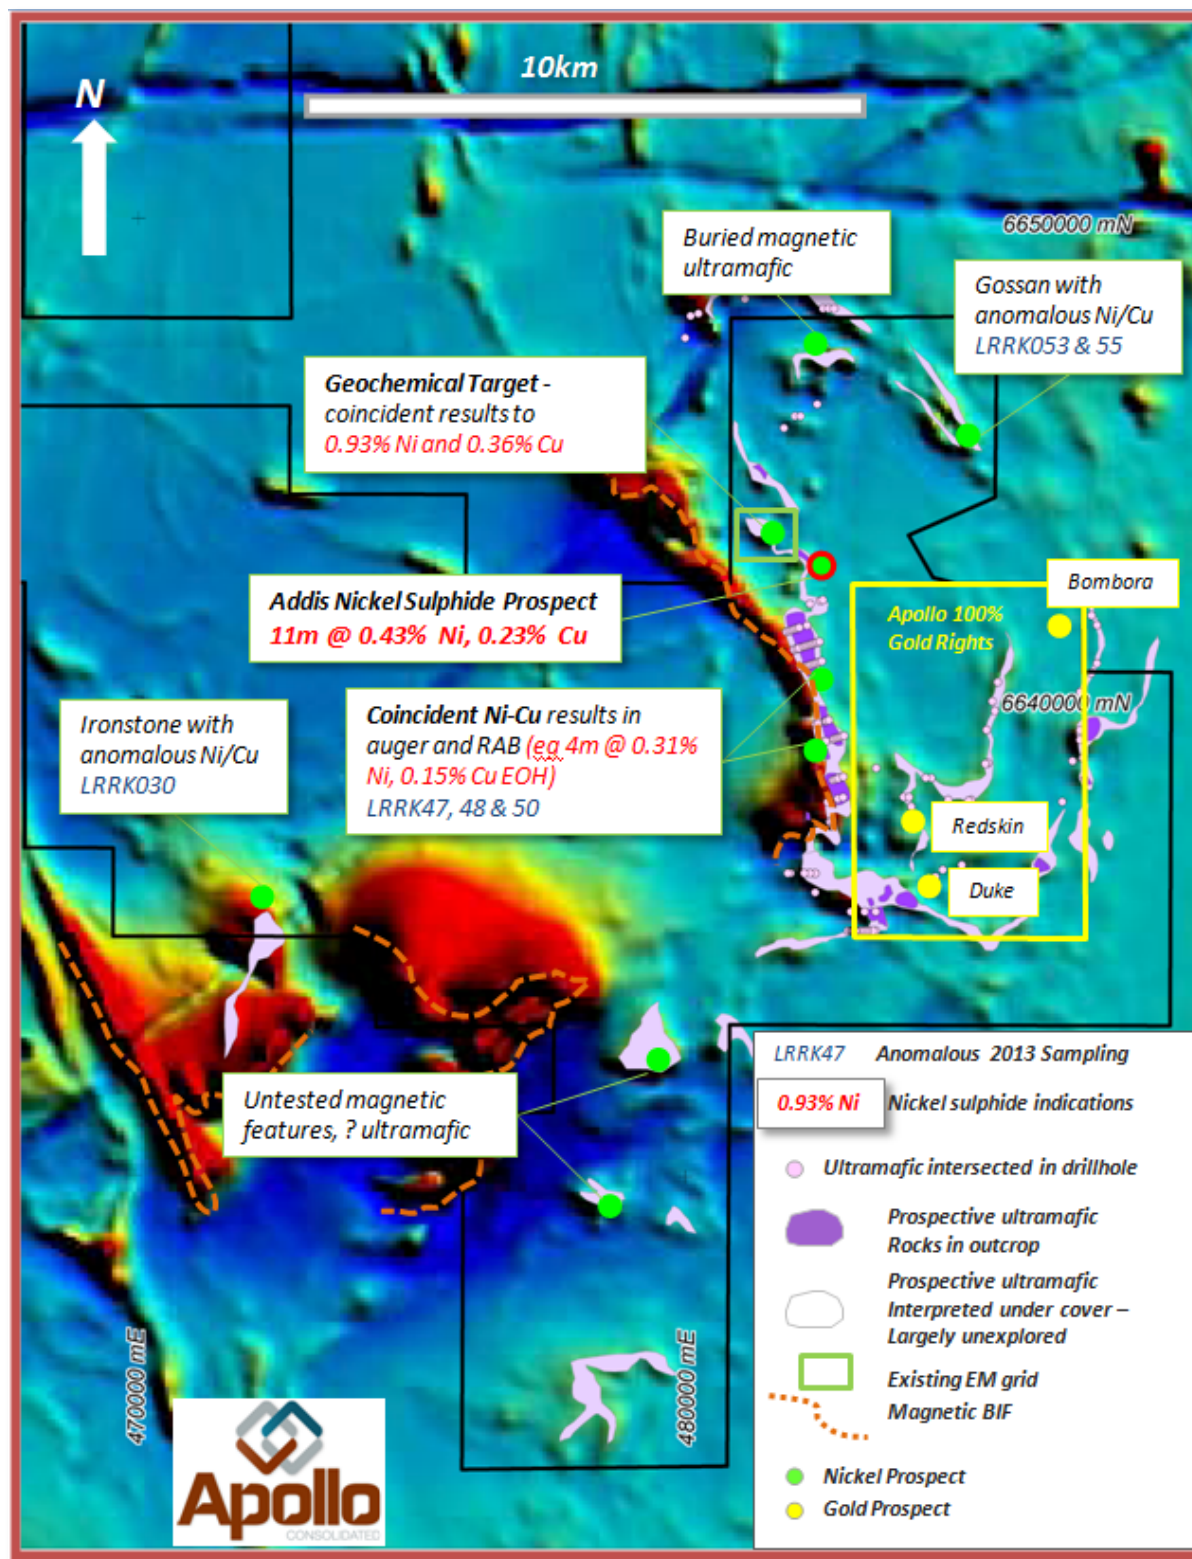 10km
N
6650000 mN
Buried magnetic
ultramafic
Gossan with
anomalous Ni/Cu
LRRK053 & 55
Geochemical Target -
coincident results to
0.93% Ni and 0.36% Cu
Addis Nickel Sulphide Prospect
11m @ 0.43% Ni, 0.23% Cu
Bombora
Apollo 100%
Gold Rights
6640000 mN
Ironstone with
anomalous Ni/Cu
LRRK030
Coincident Ni-Cu results in
auger and RAB (eg 4m @ 0.31%
Ni, 0.15% Cu EOH)
LRRK47, 48 & 50
Redskin
Duke
Untested magnetic
features, ? ultramafic
LRRK47 Anomalous 2013 Sampling
0.93% Ni Nickel sulphide indications
Ultramafic intersected in drillhole
Prospective ultramafic
Rocks in outcrop
Prospective ultramafic
Interpreted under cover –
Largely unexplored
Existing EM grid
Magnetic BIF
Nickel Prospect
Gold Prospect
470000 mE
480000 mE
Apollo
CONSOLIDATED